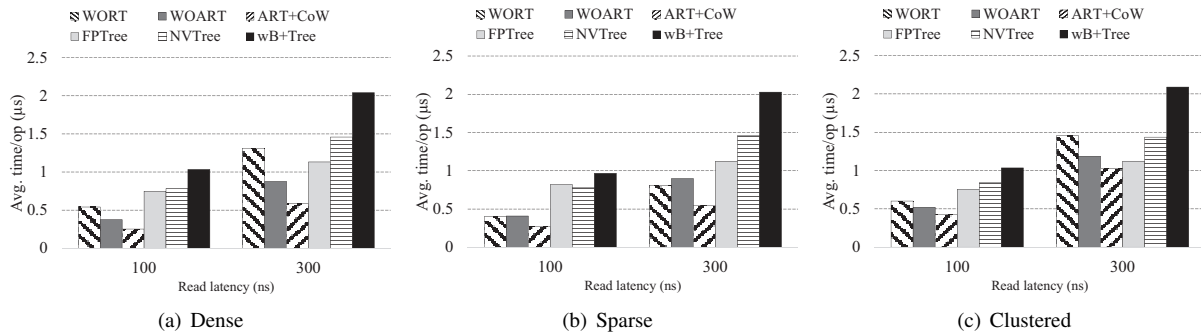 WORT WOART ART+CoW
FPTree NVTree wB+Tree
2.5
2
1.5
1
0.5
0
Avg. time/op (μs)
100 300
Read latency (ns)
(a) Dense
WORT WOART ART+CoW
FPTree NVTree wB+Tree
2.5
2
1.5
1
0.5
0
Avg. time/op (μs)
100 300
Read latency (ns)
(b) Sparse
WORT WOART ART+CoW
FPTree NVTree wB+Tree
2.5
2
1.5
1
0.5
0
Avg. time/op (μs)
100 300
Read latency (ns)
(c) Clustered